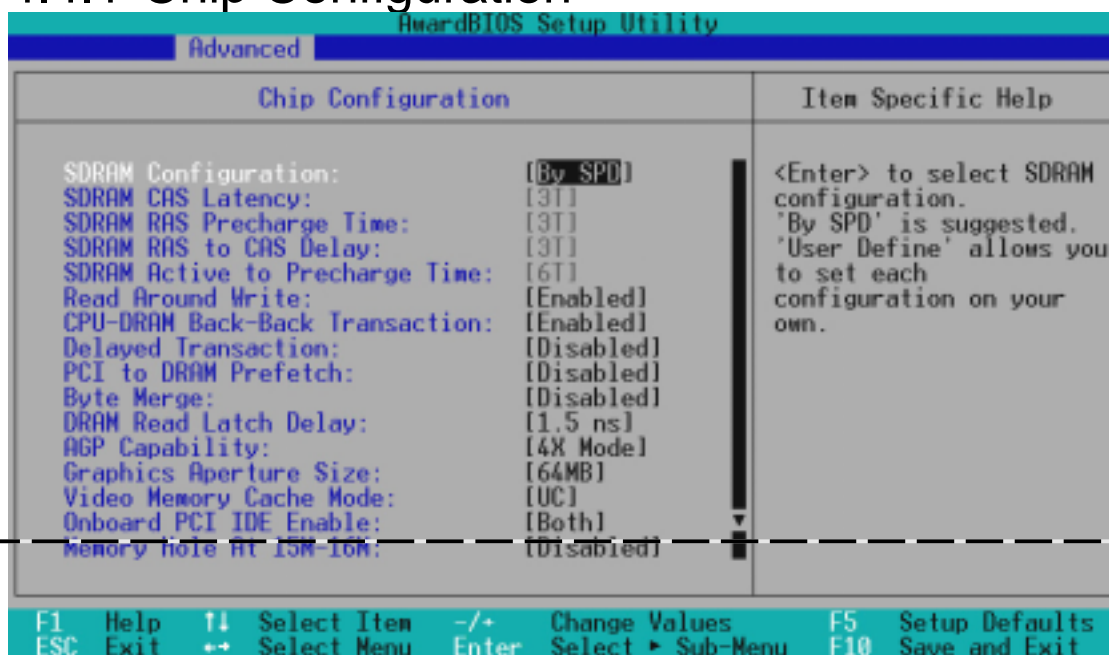 4.4.1 Chip Configuration
AwardBIOS Setup Utility
Advanced
Chip Configuration
Item Specific Help
SDRAM Configuration: [By SPD]
SDRAM CAS Latency: [3T]
SDRAM RAS Precharge Time: [3T]
SDRAM RAS to CAS Delay: [3T]
SDRAM Active to Precharge Time: [6T]
Read Around Write: [Enabled]
CPU-DRAM Back-Back Transaction: [Enabled]
Delayed Transaction: [Disabled]
PCI to DRAM Prefetch: [Disabled]
Byte Merge: [Disabled]
DRAM Read Latch Delay: [1.5 ns]
AGP Capability: [4X Mode]
Graphics Aperture Size: [64MB]
Video Memory Cache Mode: [UC]
Onboard PCI IDE Enable: [Both]
Memory Hole At 15M-16M: [Disabled]
<Enter> to select SDRAM
configuration.
'By SPD' is suggested.
'User Define' allows you
to set each
configuration on your
own.
F1 Help ↑↓ Select Item -/+ Change Values F5 Setup Defaults
ESC Exit ←→ Select Menu Enter Select ► Sub-Menu F10 Save and Exit